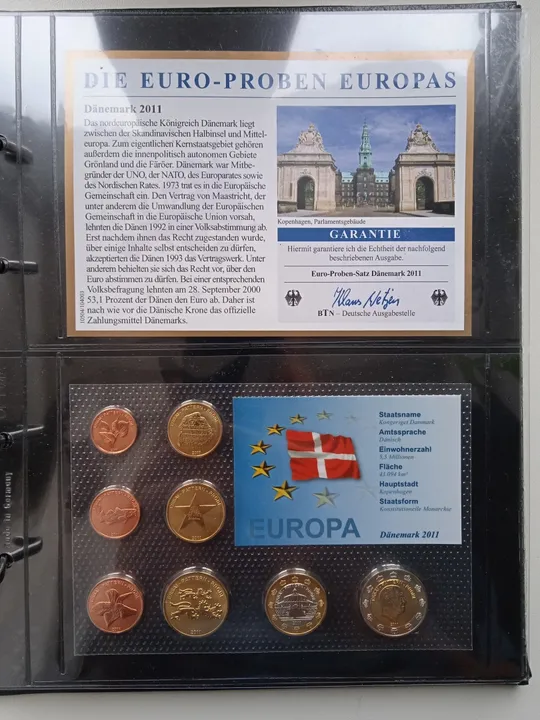 DIE EURO-PROBEN EUROPAS
Dänemark 2011
Das nordeuropäische Königreich Dänemark liegt
zwischen der Skandinavischen Halbinsel und Mittel-
europa. Zum eigentlichen Kernstaatsgebiet gehören
außerdem die innenpolitisch autonomen Gebiete
Grönland und die Färöer. Dänemark war Mitbe-
gründer der UNO, der NATO, des Europarates sowie
des Nordischen Rates. 1973 trat es in die Europäische
Gemeinschaft ein. Den Vertrag von Maastricht, der
unter anderem die Umwandlung der Europäischen
Gemeinschaft in die Europäische Union vorsah,
lehnten die Dänen 1992 in einer Volksabstimmung ab.
Erst nachdem ihnen das Recht zugestanden wurde,
über einige Inhalte selbst entscheiden zu dürfen,
akzeptierten die Dänen 1993 das Vertragswerk. Unter
anderem behielten sie sich das Recht vor, über den
Euro abstimmen zu dürfen. Bei einer entsprechenden
Volksbefragung lehnten am 28. September 2000
53,1 Prozent der Dänen den Euro ab. Daher ist
nach wie vor die Dänische Krone das offizielle
Zahlungsmittel Dänemarks.
Kopenhagen, Parlamentsgebäude
GARANTIE
Hiermit garantiere ich die Echtheit der nachfolgend
beschriebenen Ausgabe.
Euro-Proben-Satz Dänemark 2011
BTN – Deutsche Ausgabestelle
Staatsname
Kongeriget Danmark
Amtssprache
Dänisch
Einwohnerzahl
5,5 Millionen
Fläche
43.094 km²
Hauptstadt
Kopenhagen
Staatsform
Konstitutionelle Monarchie
EUROPA
Dänemark 2011